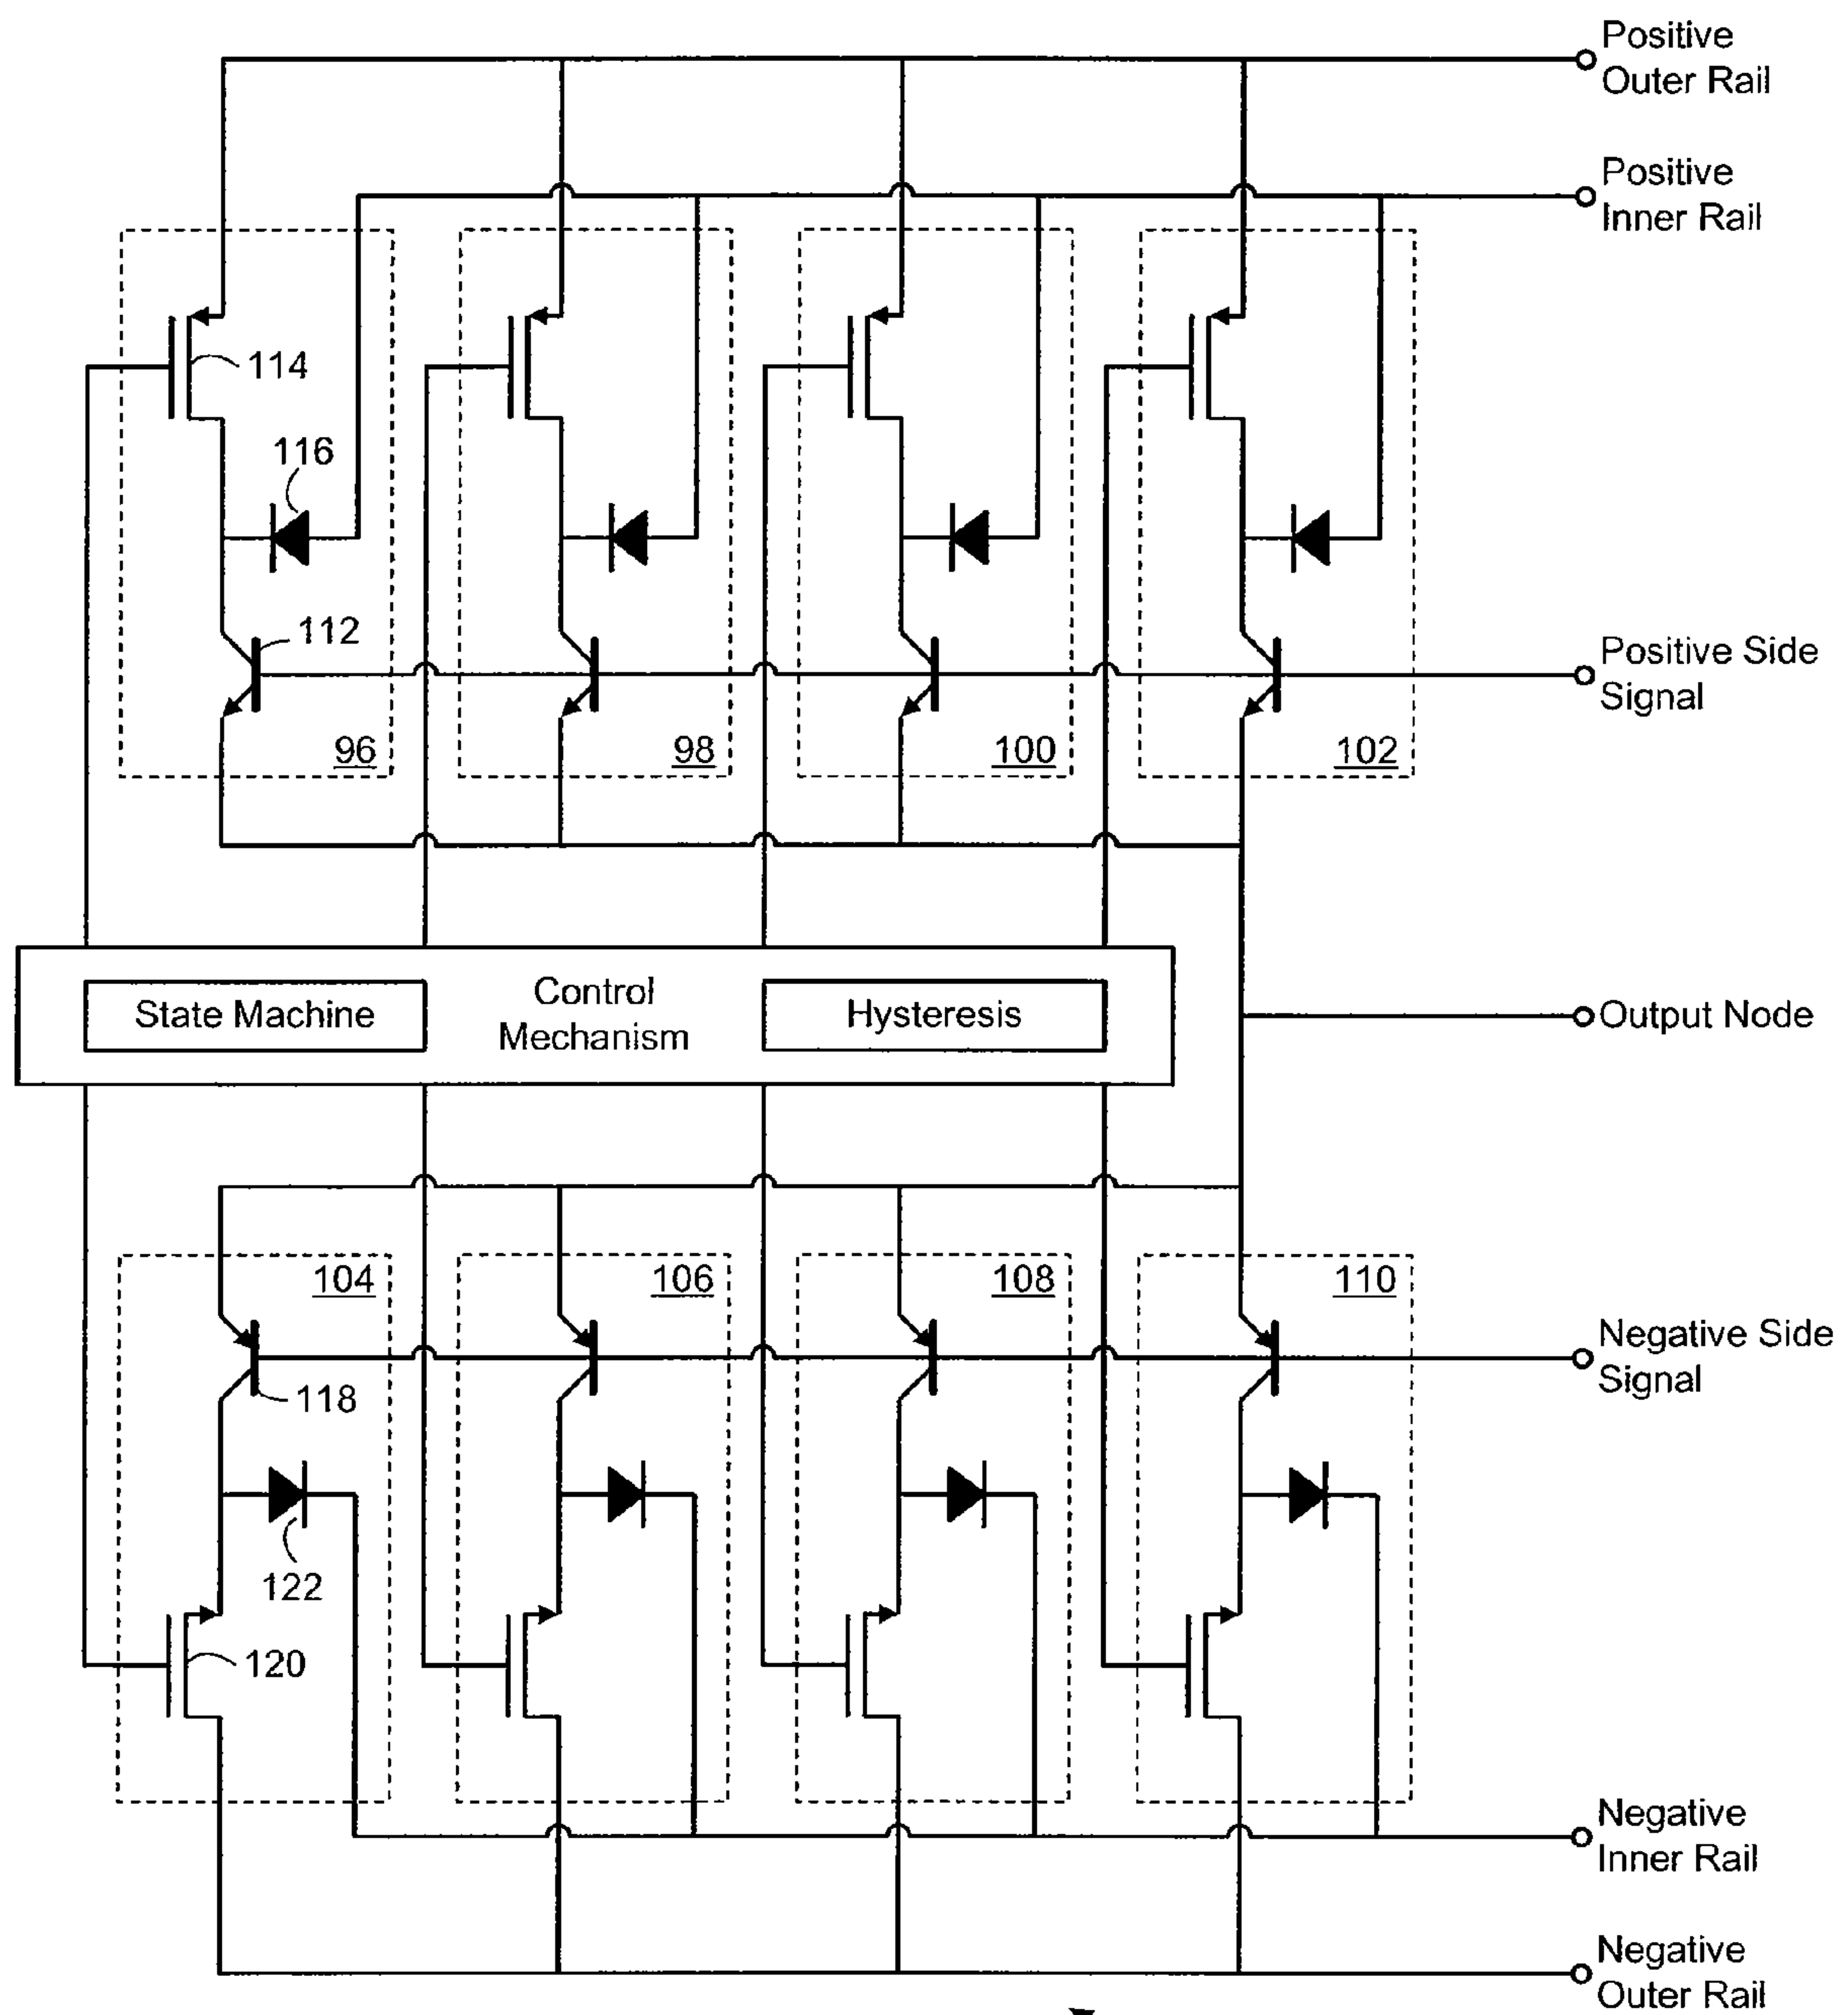 Positive
Outer Rail
Positive
Inner Rail
114
116
112
Positive Side
Signal
96
98
100
102
State Machine
Control
Mechanism
Hysteresis
Output Node
104
106
108
110
Negative Side
Signal
118
122
120
Negative
Inner Rail
Negative
Outer Rail